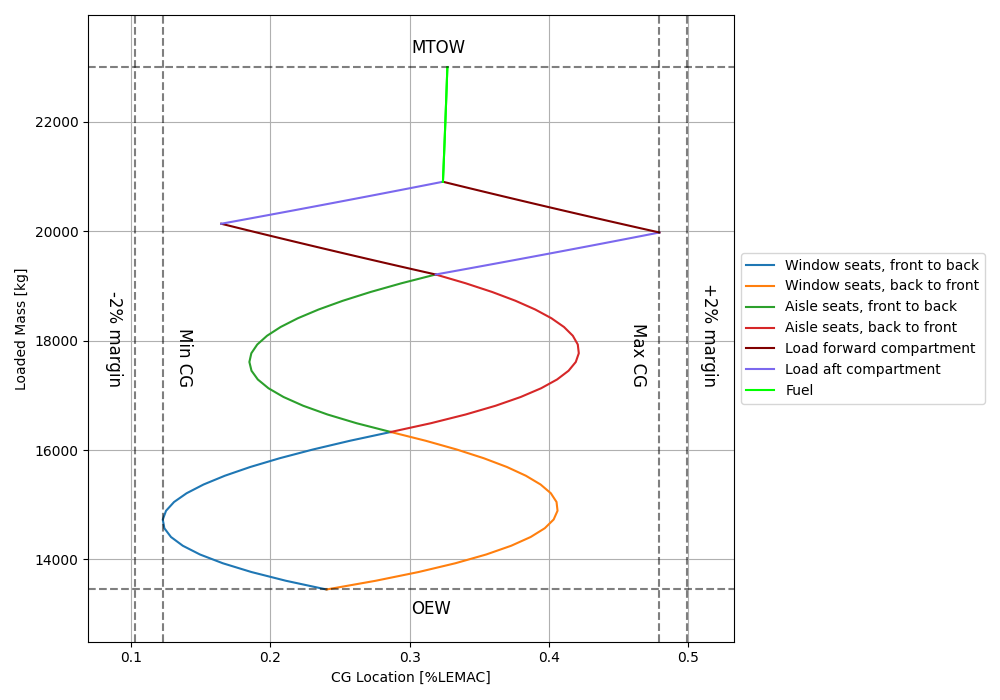 MTOW
22000
20000
18000
16000
14000
Loaded Mass [kg]
-2% margin
Min CG
Max CG
+2% margin
OEW
0.1 0.2 0.3 0.4 0.5
CG Location [%LEMAC]
Window seats, front to back
Window seats, back to front
Aisle seats, front to back
Aisle seats, back to front
Load forward compartment
Load aft compartment
Fuel